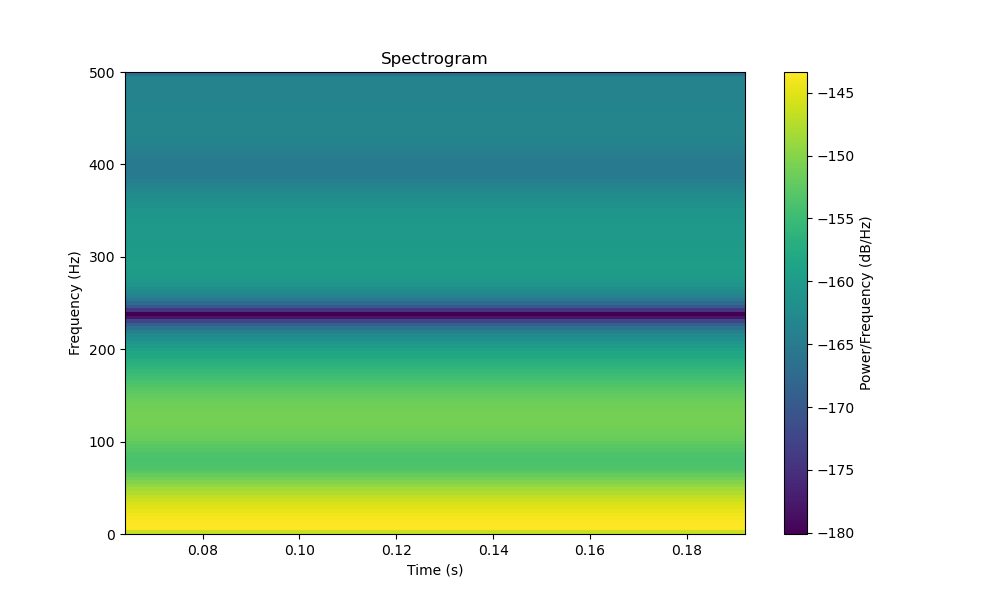 Spectrogram
500
400
300
200
100
0
Frequency (Hz)
0.08 0.10 0.12 0.14 0.16 0.18
Time (s)
−145
−150
−155
−160
−165
−170
−175
−180
Power/Frequency (dB/Hz)